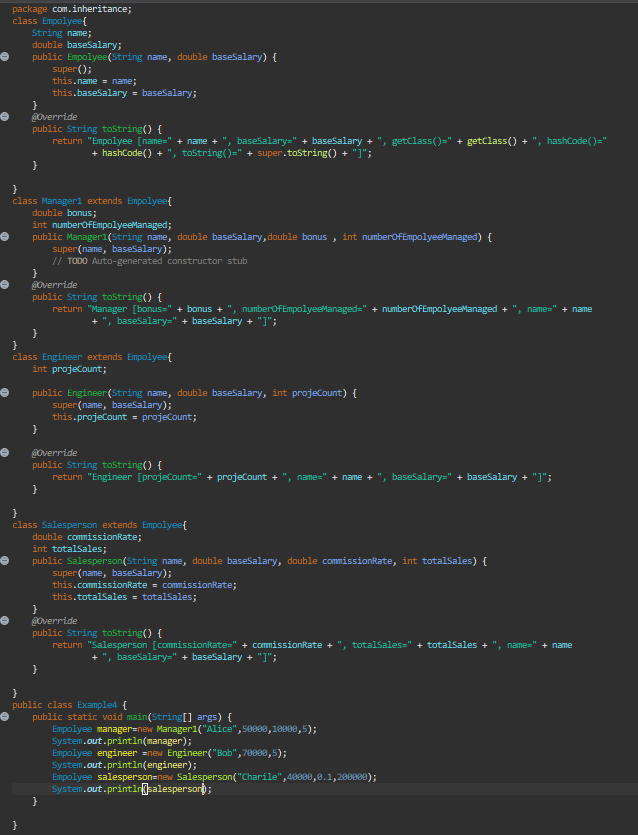 package com.inheritance;
class Empolyee{
String name;
double baseSalary;
public Empolyee(String name, double baseSalary) {
super();
this.name = name;
this.baseSalary = baseSalary;
}
@Override
public String toString() {
return "Empolyee [name=" + name + ", baseSalary=" + baseSalary + ", getClass()=" + getClass() + ", hashCode()="
+ hashCode() + ", toString()=" + super.toString() + "]";
}
}
class Manager1 extends Empolyee{
double bonus;
int numberOfEmpolyeeManaged;
public Manager1(String name, double baseSalary,double bonus , int numberOfEmpolyeeManaged) {
super(name, baseSalary);
// TODO Auto-generated constructor stub
}
@Override
public String toString() {
return "Manager [bonus=" + bonus + ", numberOfEmpolyeeManaged=" + numberOfEmpolyeeManaged + ", name=" + name
+ ", baseSalary=" + baseSalary + "]";
}
}
class Engineer extends Empolyee{
int projeCount;
public Engineer(String name, double baseSalary, int projeCount) {
super(name, baseSalary);
this.projeCount = projeCount;
}
@Override
public String toString() {
return "Engineer [projeCount=" + projeCount + ", name=" + name + ", baseSalary=" + baseSalary + "]";
}
}
class Salesperson extends Empolyee{
double commissionRate;
int totalSales;
public Salesperson(String name, double baseSalary, double commissionRate, int totalSales) {
super(name, baseSalary);
this.commissionRate = commissionRate;
this.totalSales = totalSales;
}
@Override
public String toString() {
return "Salesperson [commissionRate=" + commissionRate + ", totalSales=" + totalSales + ", name=" + name
+ ", baseSalary=" + baseSalary + "]";
}
}
public class Example4 {
public static void main(String[] args) {
Empolyee manager=new Manager1("Alice",50000,10000,5);
System.out.println(manager);
Empolyee engineer =new Engineer("Bob",70000,5);
System.out.println(engineer);
Empolyee salesperson=new Salesperson("Charile",40000,0.1,200000);
System.out.println(salesperson);
}
}